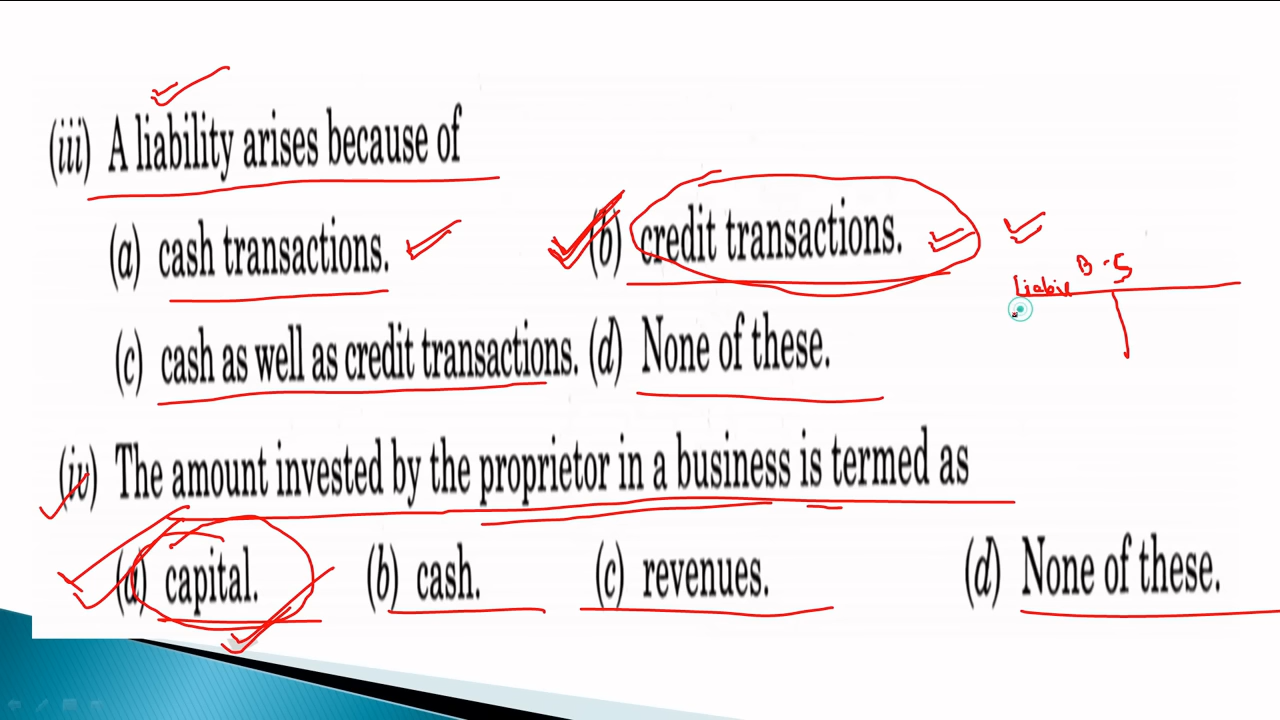 (iii) A liability arises because of
(a) cash transactions. (b) credit transactions.
B-S
Liabil
(c) cash as well as credit transactions. (d) None of these.
(iv) The amount invested by the proprietor in a business is termed as
(a) capital. (b) cash. (c) revenues. (d) None of these.